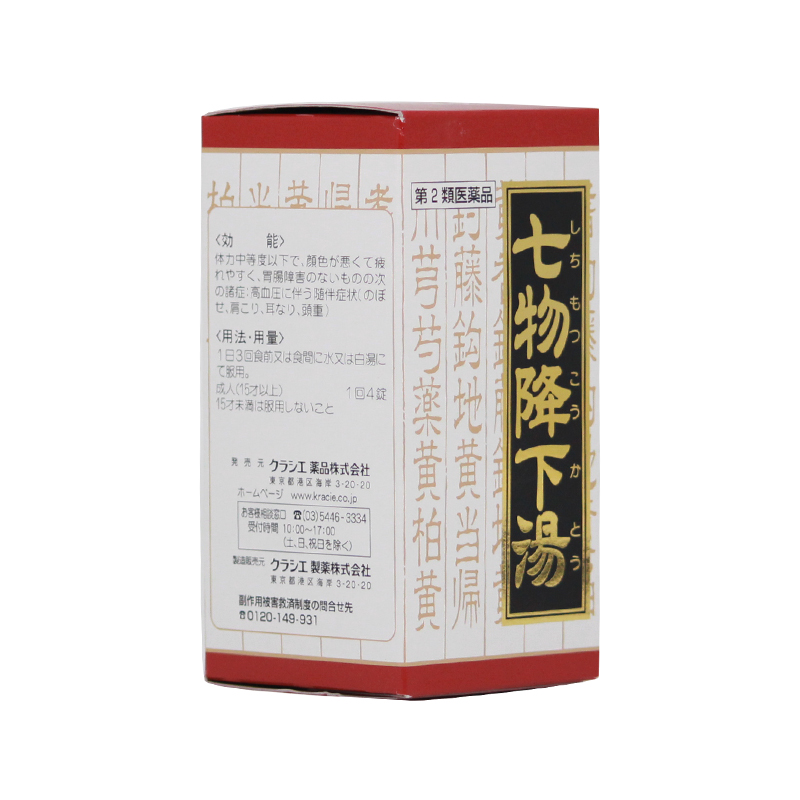 第2類医薬品
七物降下湯
しちもつこうかとう
〈効 能〉
体力中等度以下で、顔色が悪くて疲
れやすく、胃腸障害のないものの次
の諸症:高血圧に伴う随伴症状(のぼ
せ、肩こり、耳なり、頭重)
〈用法・用量〉
1日3回食前又は食間に水又は白湯に
て服用。
成人(15才以上) 1回4錠
15才未満は服用しないこと
発売元 クラシエ薬品株式会社
東京都港区海岸3-20-20
ホームページ www.kracie.co.jp
お客様相談窓口 ☎(03)5446-3334
受付時間 10:00〜17:00
(土、日、祝日を除く)
製造販売元 クラシエ製薬株式会社
東京都港区海岸3-20-20
副作用被害救済制度の問合せ先
☎0120-149-931
川芎芍薬黄柏黄
釣藤鈎地黄当帰